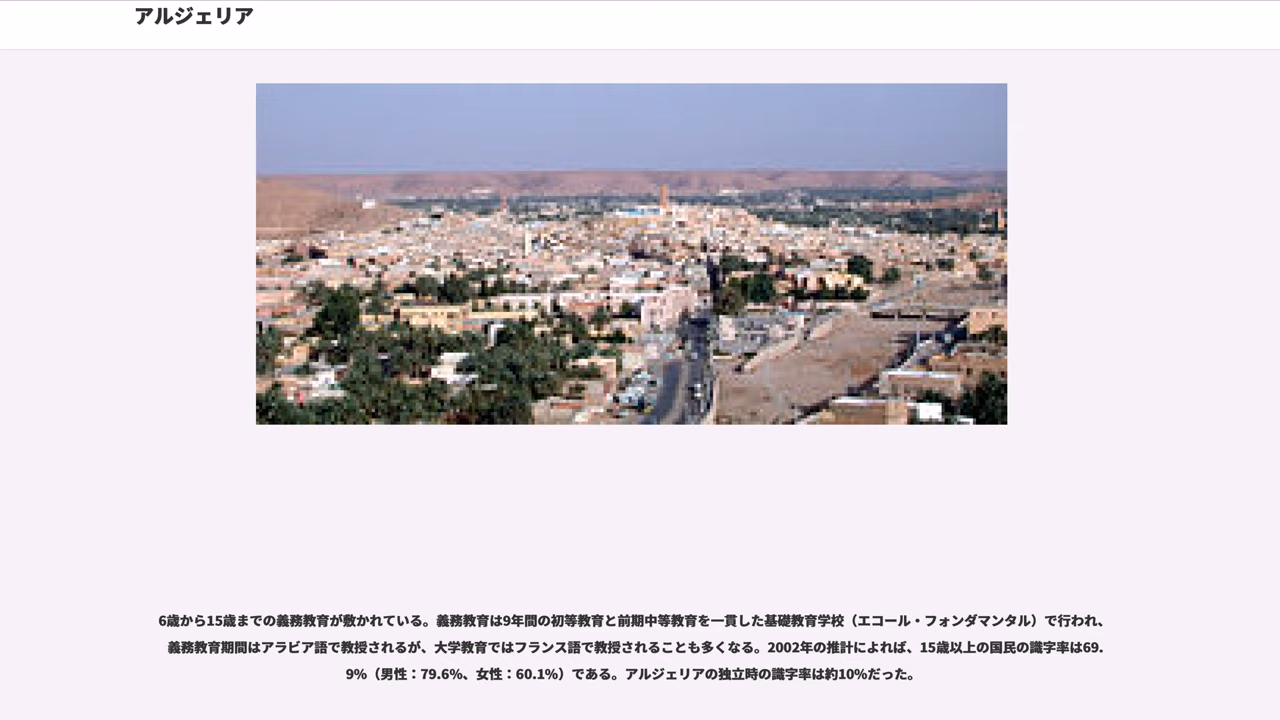 アルジェリア
6歳から15歳までの義務教育が敷かれている。義務教育は9年間の初等教育と前期中等教育を一貫した基礎教育学校（エコール・フォンダマンタル）で行われ、
義務教育期間はアラビア語で教授されるが、大学教育ではフランス語で教授されることも多くなる。2002年の推計によれば、15歳以上の国民の識字率は69.
9%（男性：79.6%、女性：60.1%）である。アルジェリアの独立時の識字率は約10%だった。